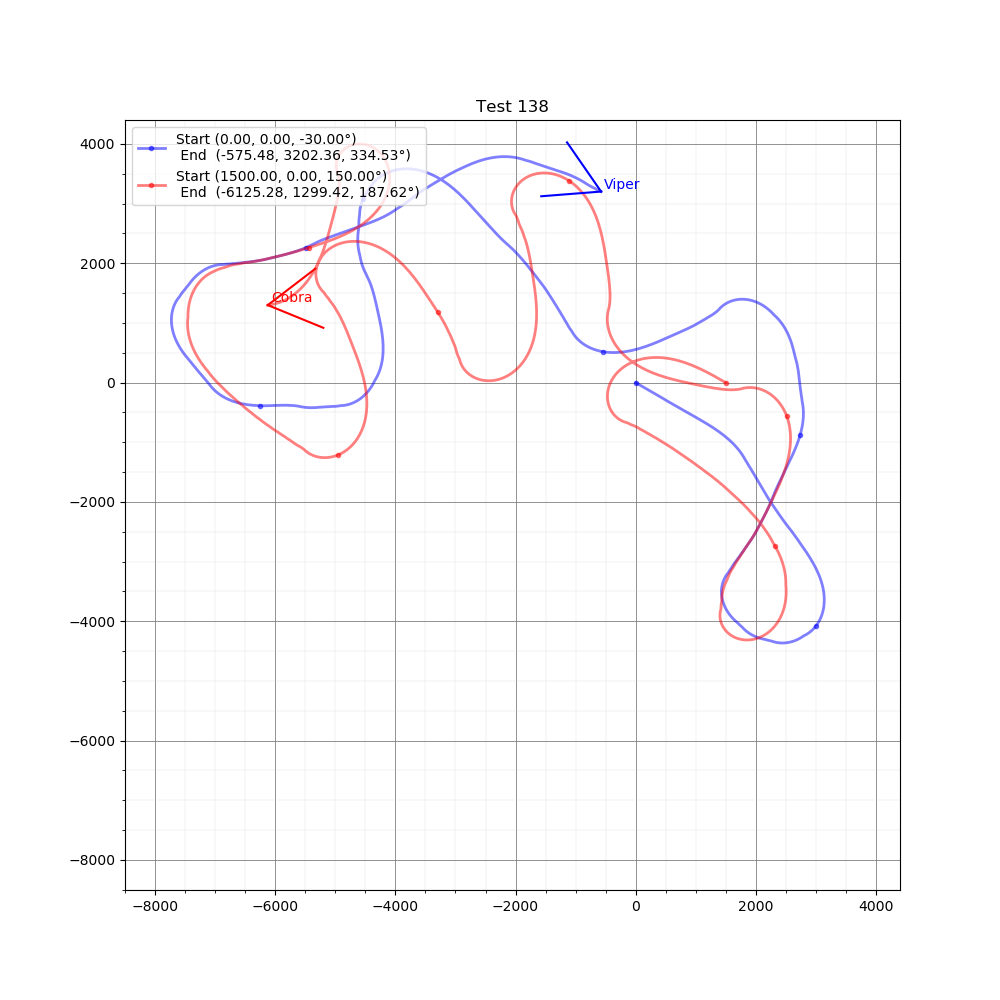 Test 138
Start (0.00, 0.00, -30.00°)
End  (-575.48, 3202.36, 334.53°)
Start (1500.00, 0.00, 150.00°)
End  (-6125.28, 1299.42, 187.62°)
Viper
Cobra
4000
2000
0
−2000
−4000
−6000
−8000
−8000 −6000 −4000 −2000 0 2000 4000